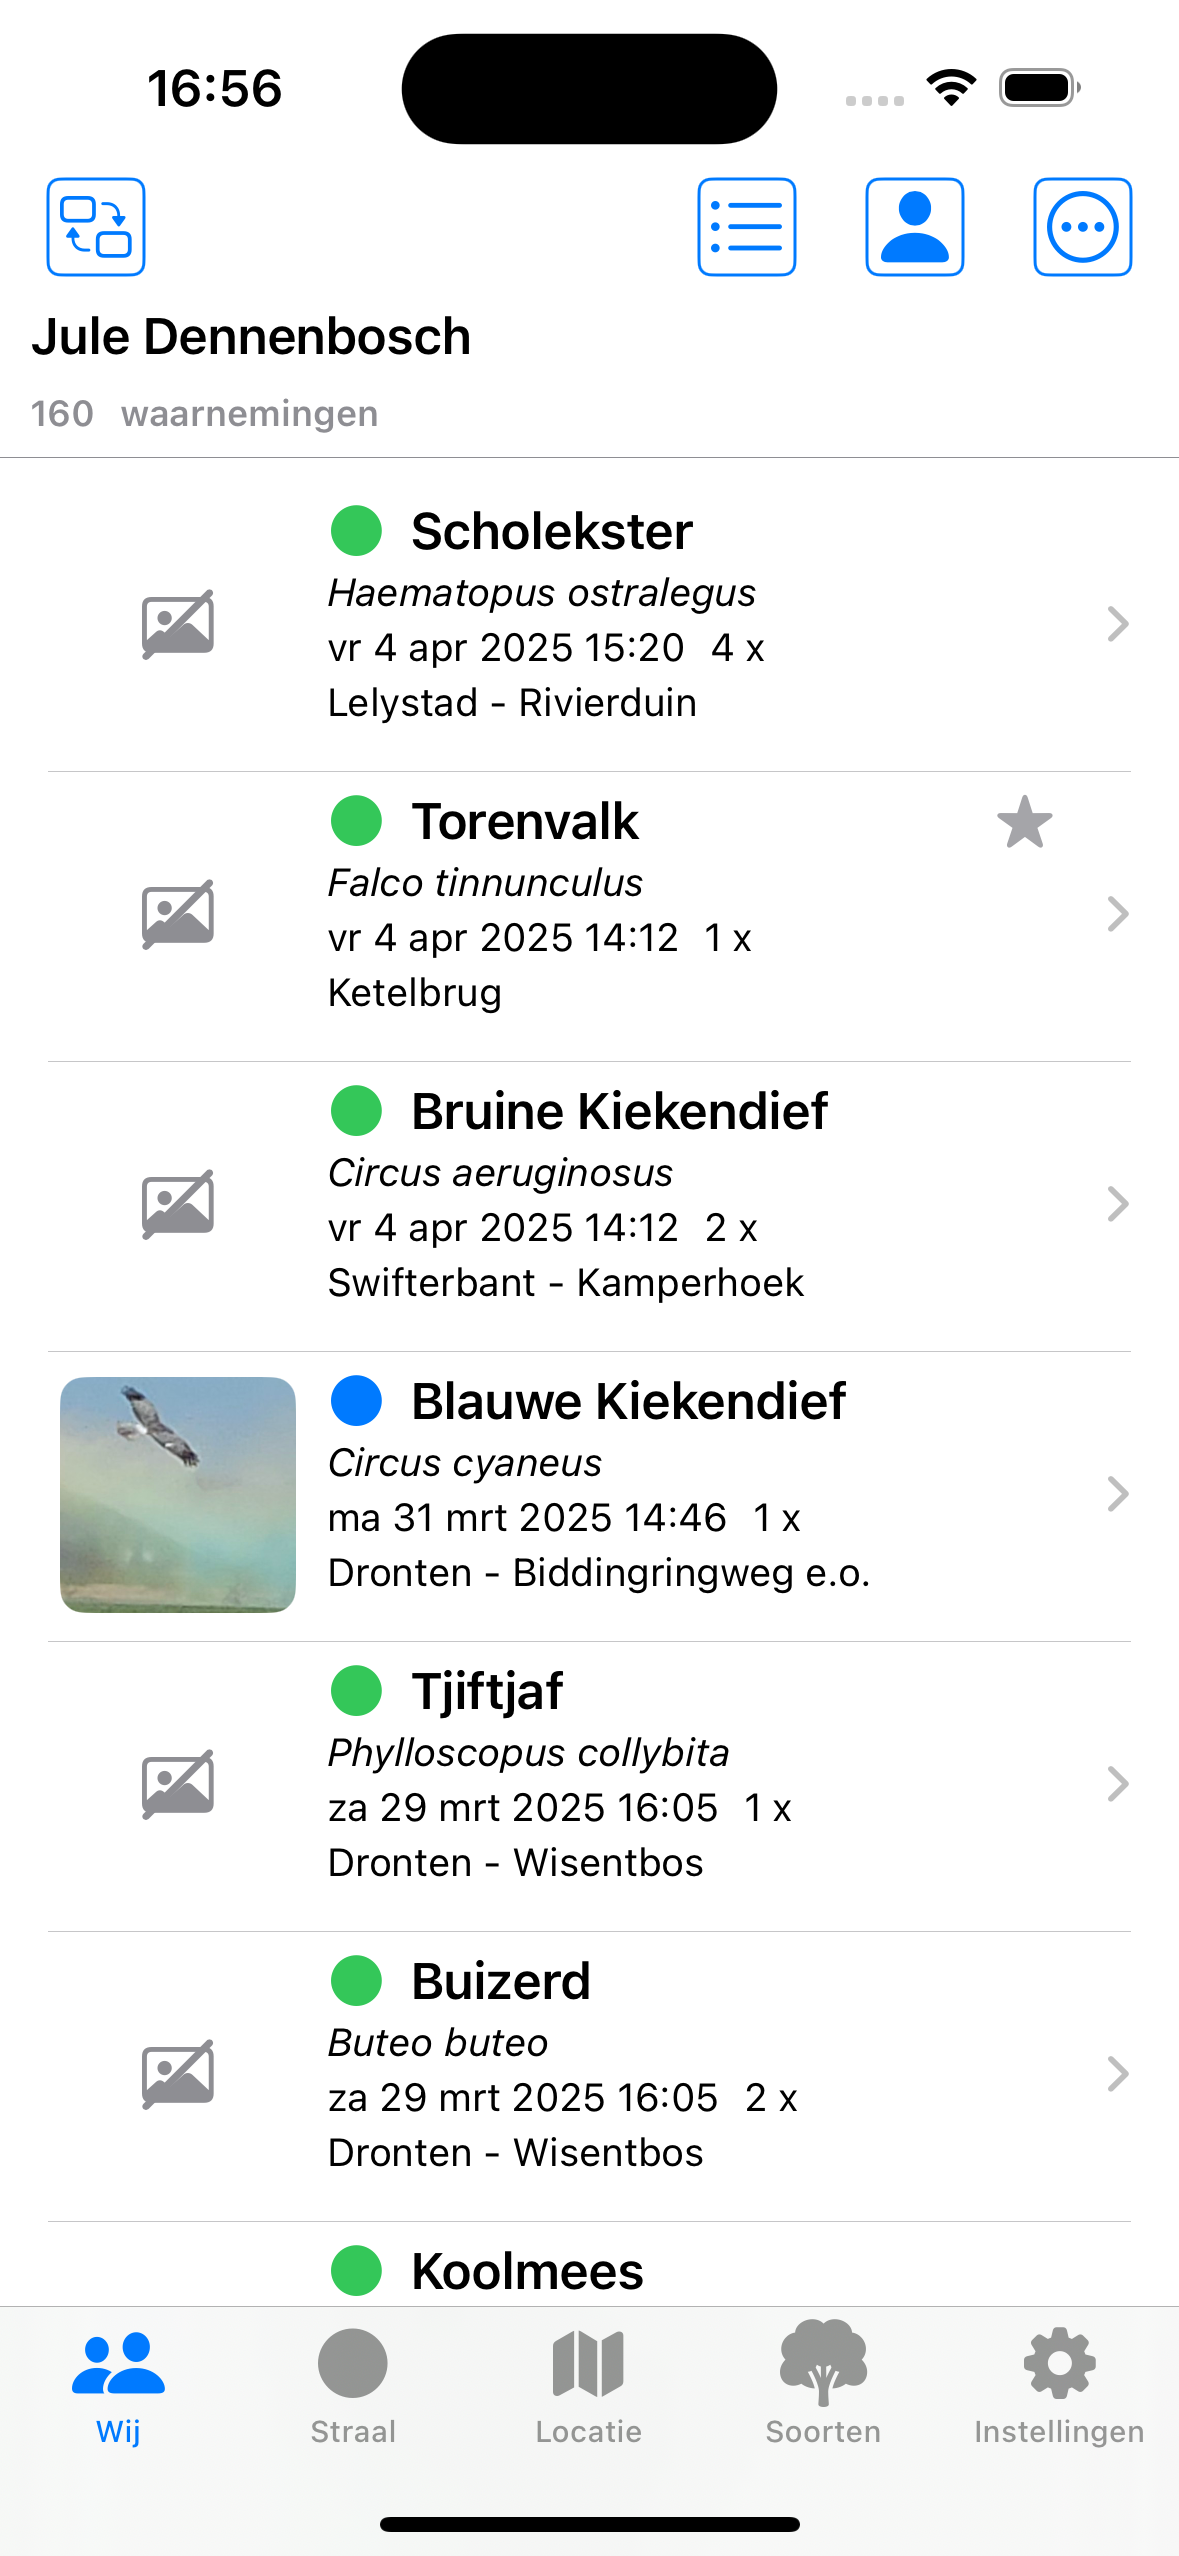 16:56
Jule Dennenbosch
160 waarnemingen
Scholekster
Haematopus ostralegus
vr 4 apr 2025 15:20 4 x
Lelystad - Rivierduin
Torenvalk
Falco tinnunculus
vr 4 apr 2025 14:12 1 x
Ketelbrug
Bruine Kiekendief
Circus aeruginosus
vr 4 apr 2025 14:12 2 x
Swifterbant - Kamperhoek
Blauwe Kiekendief
Circus cyaneus
ma 31 mrt 2025 14:46 1 x
Dronten - Biddingringweg e.o.
Tjiftjaf
Phylloscopus collybita
za 29 mrt 2025 16:05 1 x
Dronten - Wisentbos
Buizerd
Buteo buteo
za 29 mrt 2025 16:05 2 x
Dronten - Wisentbos
Koolmees
Wij Straal Locatie Soorten Instellingen